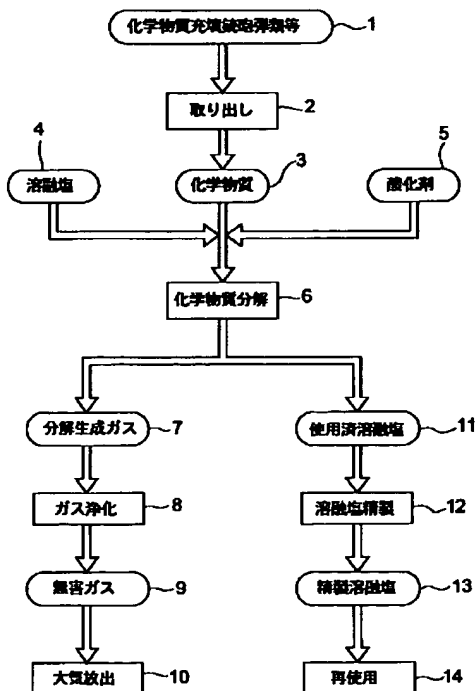 化学物質充填銃砲弾類等
1
取り出し
2
4
5
溶融塩
化学物質
3
酸化剤
化学物質分解
6
分解生成ガス
7
使用済溶融塩
11
ガス浄化
8
溶融塩精製
12
無害ガス
9
精製溶融塩
13
大気放出
10
再使用
14